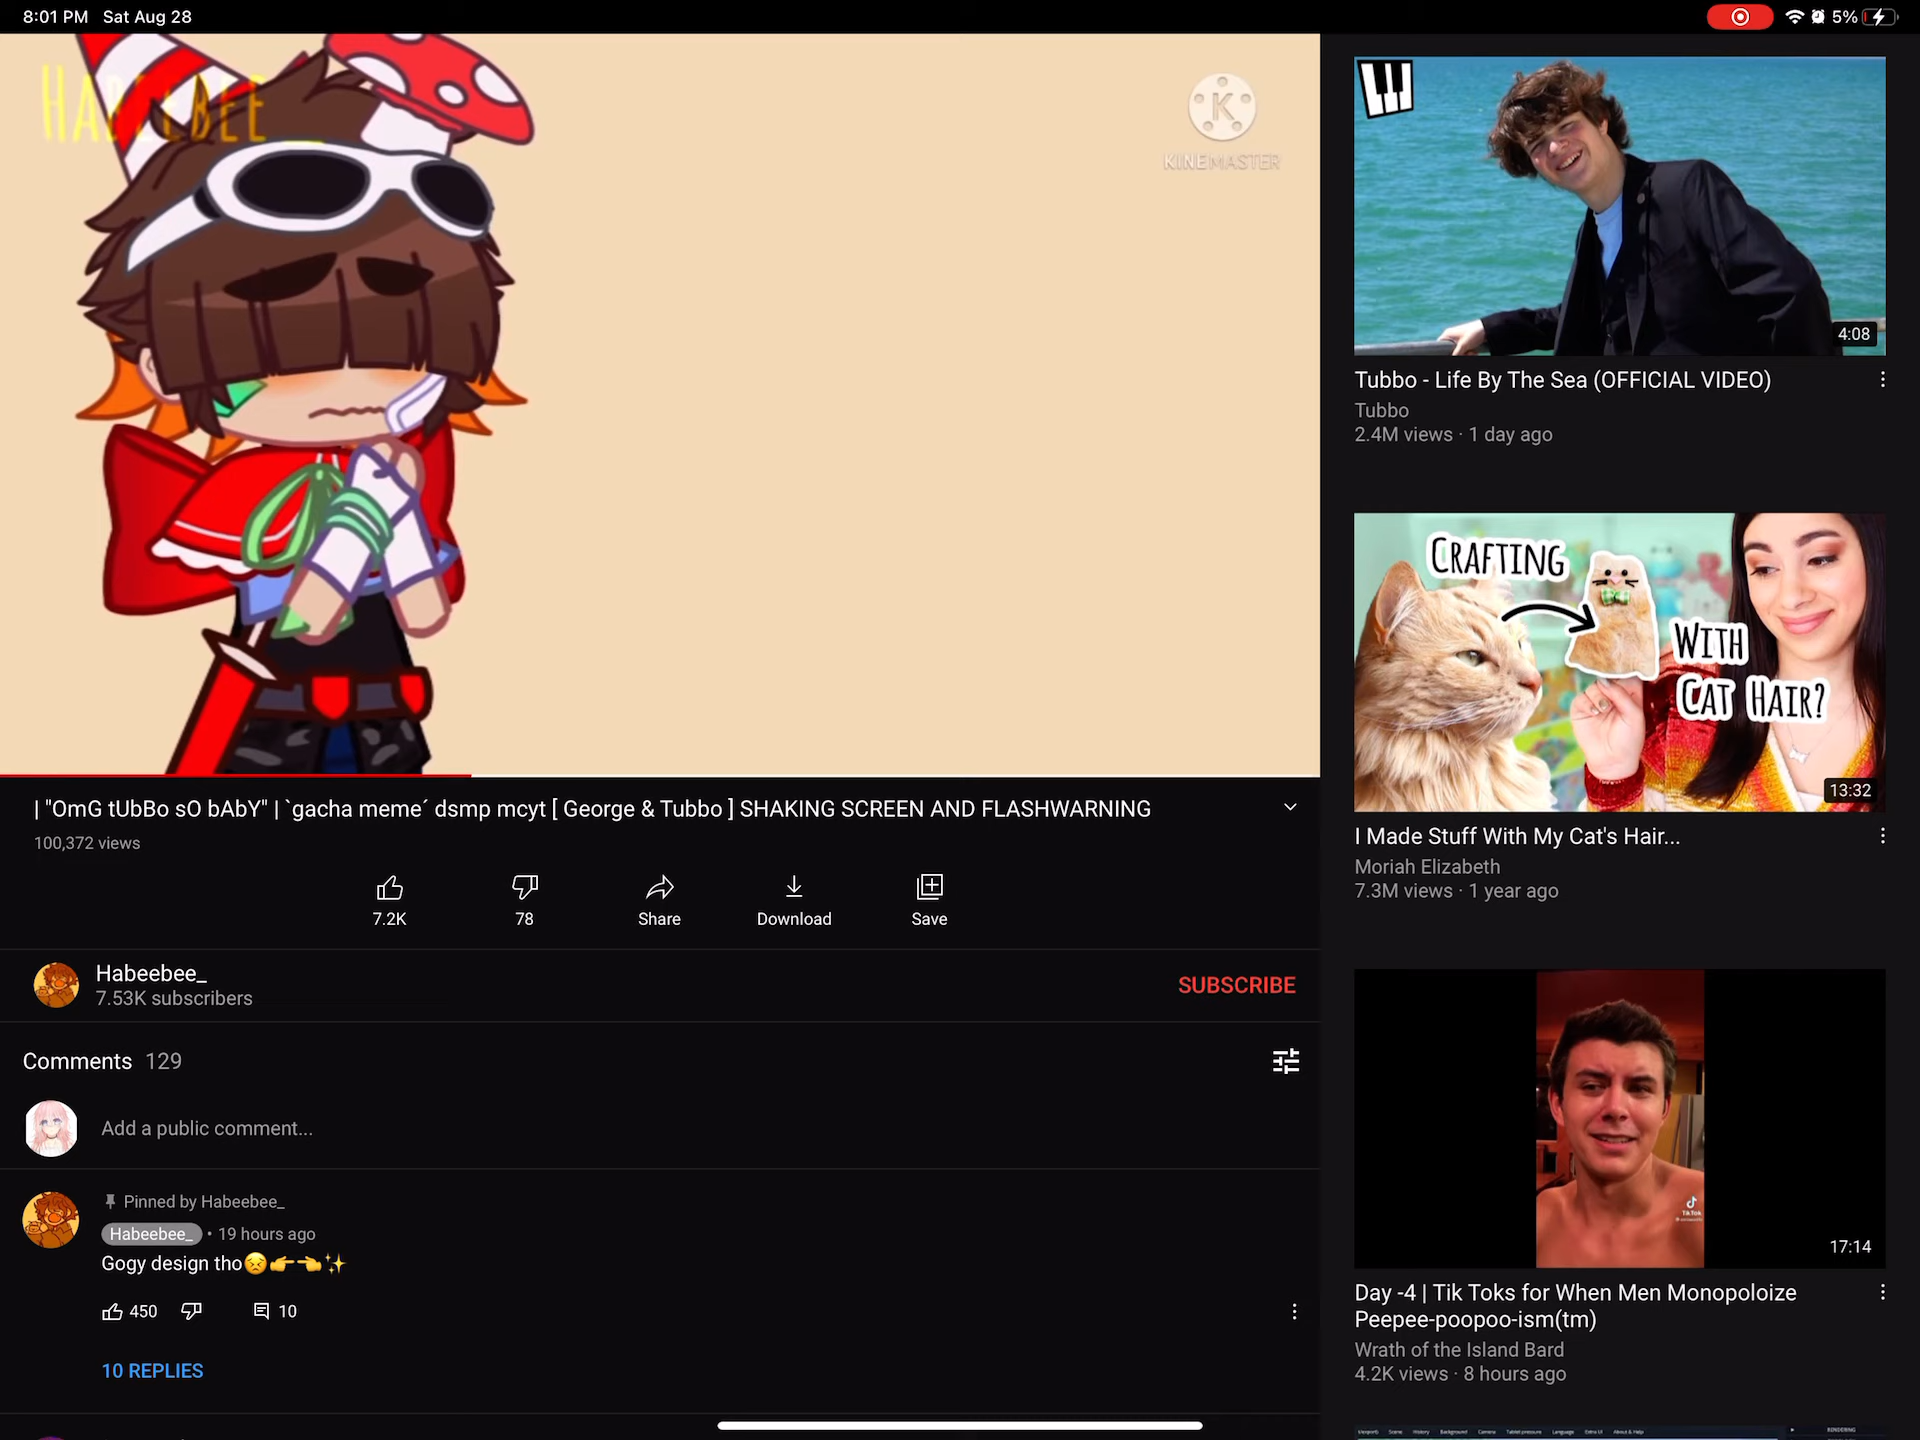 8:01 PM Sat Aug 28
5%
HABEEBEE_
K
KINEMASTER
| "OmG tUbBo sO bAbY" | `gacha meme´ dsmp mcyt [ George & Tubbo ] SHAKING SCREEN AND FLASHWARNING
100,372 views
7.2K
78
Share
Download
Save
Habeebee_
7.53K subscribers
SUBSCRIBE
Comments 129
Add a public comment...
Pinned by Habeebee_
Habeebee_ • 19 hours ago
Gogy design tho😣👉👈✨
450
10
10 REPLIES
4:08
Tubbo - Life By The Sea (OFFICIAL VIDEO)
Tubbo
2.4M views · 1 day ago
CRAFTING
WITH
CAT HAIR?
13:32
I Made Stuff With My Cat's Hair...
Moriah Elizabeth
7.3M views · 1 year ago
TikTok
17:14
Day -4 | Tik Toks for When Men Monopoloize
Peepee-poopoo-ism(tm)
Wrath of the Island Bard
4.2K views · 8 hours ago